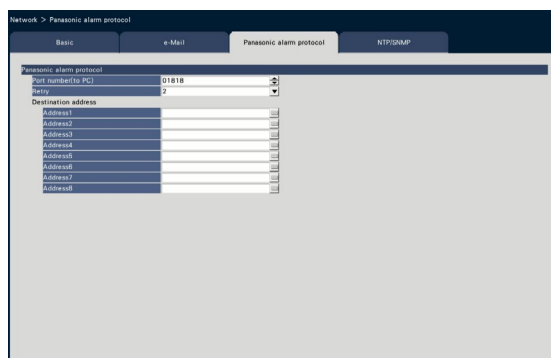 Network > Panasonic alarm protocol
Basic e-Mail Panasonic alarm protocol NTP/SNMP
Panasonic alarm protocol
Port number(to PC) 01818
Retry 2
Destination address
Address1
Address2
Address3
Address4
Address5
Address6
Address7
Address8